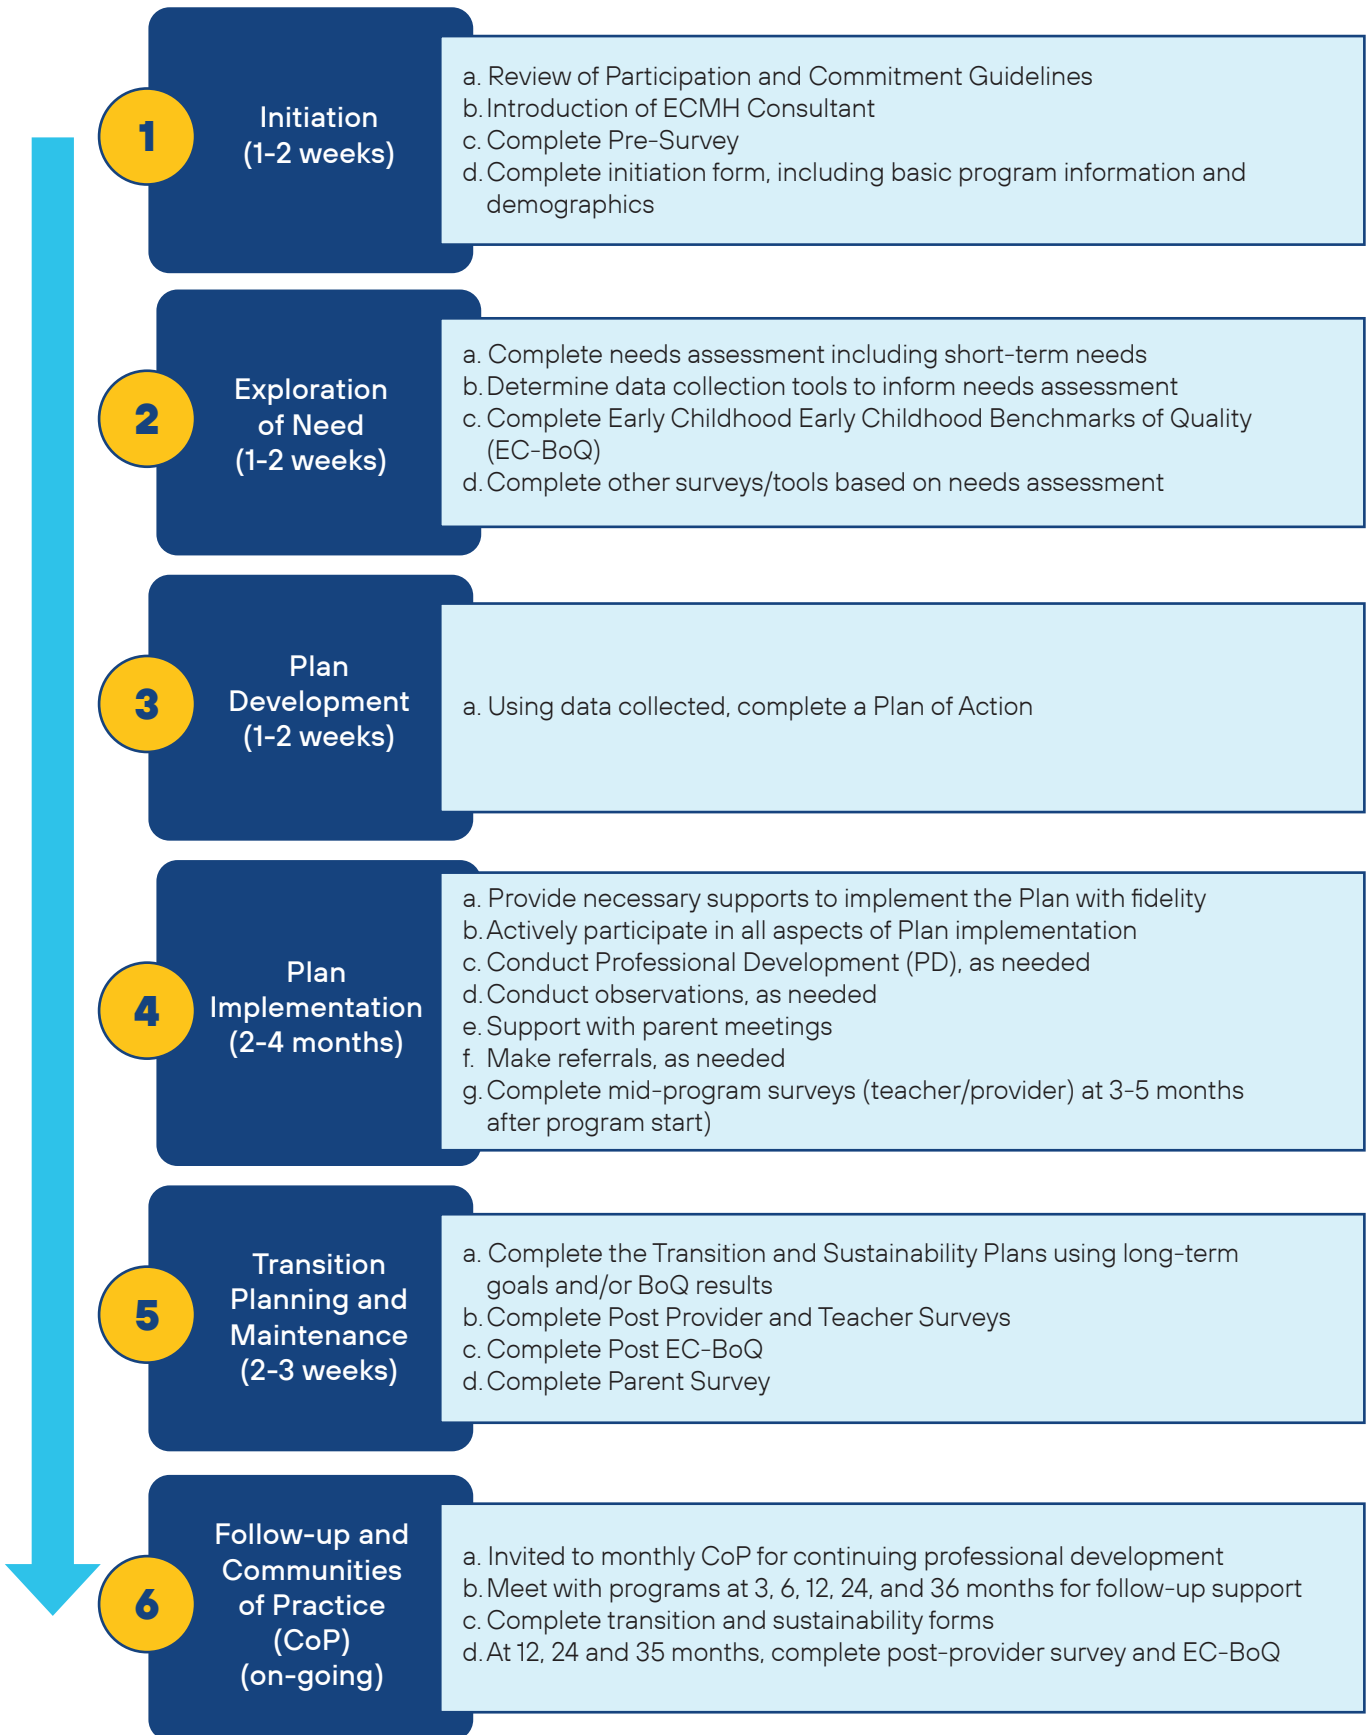 1
Initiation
(1-2 weeks)
a. Review of Participation and Commitment Guidelines
b. Introduction of ECMH Consultant
c. Complete Pre-Survey
d. Complete initiation form, including basic program information and
demographics
2
Exploration
of Need
(1-2 weeks)
a. Complete needs assessment including short-term needs
b. Determine data collection tools to inform needs assessment
c. Complete Early Childhood Early Childhood Benchmarks of Quality
(EC-BoQ)
d. Complete other surveys/tools based on needs assessment
3
Plan
Development
(1-2 weeks)
a. Using data collected, complete a Plan of Action
4
Plan
Implementation
(2-4 months)
a. Provide necessary supports to implement the Plan with fidelity
b. Actively participate in all aspects of Plan implementation
c. Conduct Professional Development (PD), as needed
d. Conduct observations, as needed
e. Support with parent meetings
f. Make referrals, as needed
g. Complete mid-program surveys (teacher/provider) at 3-5 months
after program start)
5
Transition
Planning and
Maintenance
(2-3 weeks)
a. Complete the Transition and Sustainability Plans using long-term
goals and/or BoQ results
b. Complete Post Provider and Teacher Surveys
c. Complete Post EC-BoQ
d. Complete Parent Survey
6
Follow-up and
Communities
of Practice
(CoP)
(on-going)
a. Invited to monthly CoP for continuing professional development
b. Meet with programs at 3, 6, 12, 24, and 36 months for follow-up support
c. Complete transition and sustainability forms
d. At 12, 24 and 35 months, complete post-provider survey and EC-BoQ